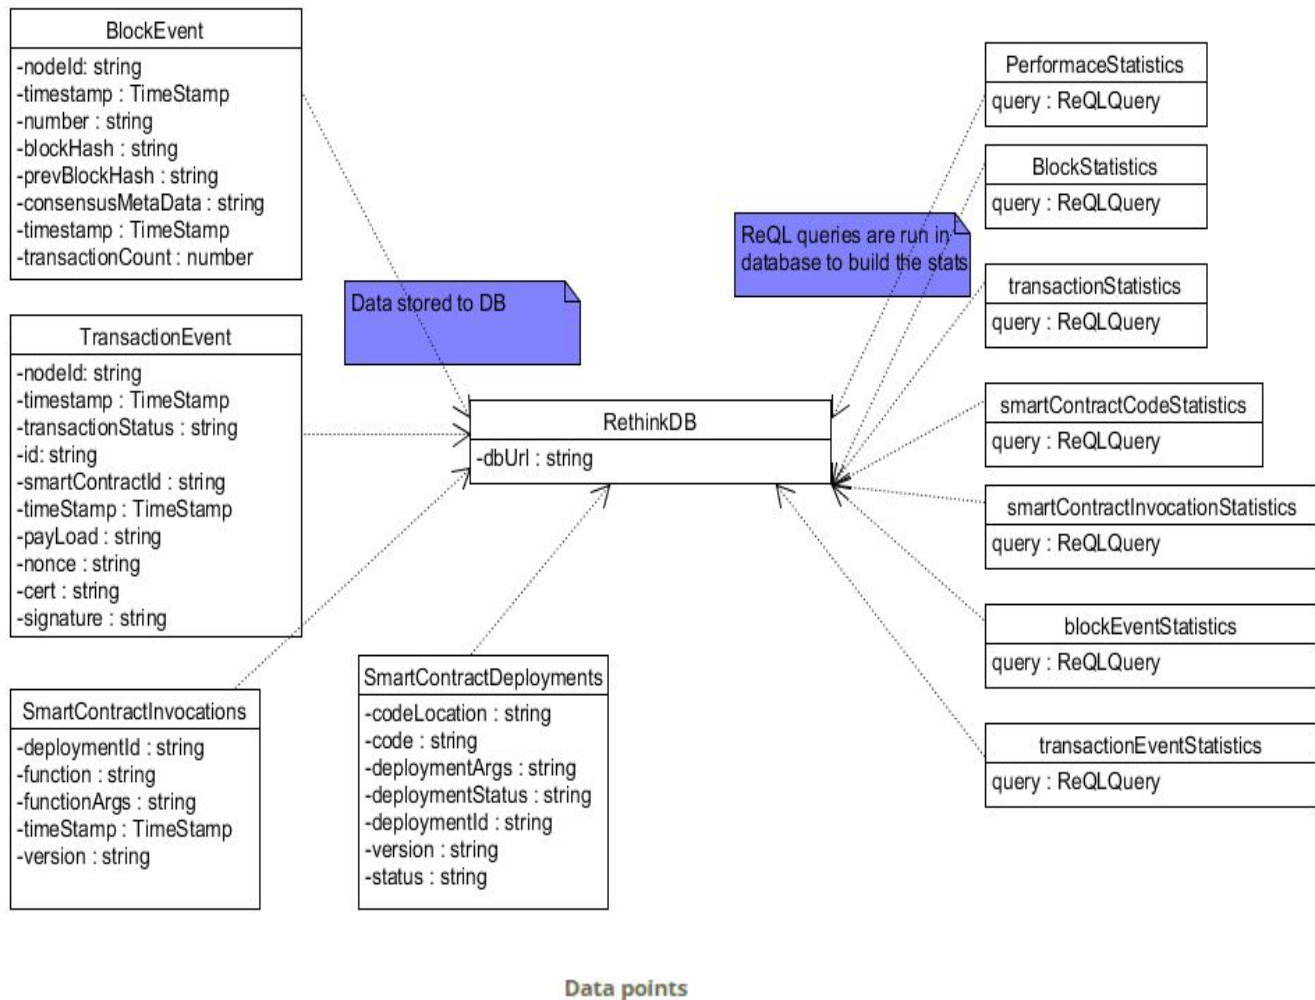 BlockEvent
-nodeId: string
-timestamp : TimeStamp
-number : string
-blockHash : string
-prevBlockHash : string
-consensusMetaData : string
-timestamp : TimeStamp
-transactionCount : number
TransactionEvent
-nodeId: string
-timestamp : TimeStamp
-transactionStatus : string
-id: string
-smartContractId : string
-timeStamp : TimeStamp
-payLoad : string
-nonce : string
-cert : string
-signature : string
SmartContractInvocations
-deploymentId : string
-function : string
-functionArgs : string
-timeStamp : TimeStamp
-version : string
Data stored to DB
RethinkDB
-dbUrl : string
SmartContractDeployments
-codeLocation : string
-code : string
-deploymentArgs : string
-deploymentStatus : string
-deploymentId : string
-version : string
-status : string
ReQL queries are run in
database to build the stats
PerformaceStatistics
query : ReQLQuery
BlockStatistics
query : ReQLQuery
transactionStatistics
query : ReQLQuery
smartContractCodeStatistics
query : ReQLQuery
smartContractInvocationStatistics
query : ReQLQuery
blockEventStatistics
query : ReQLQuery
transactionEventStatistics
query : ReQLQuery
Data points